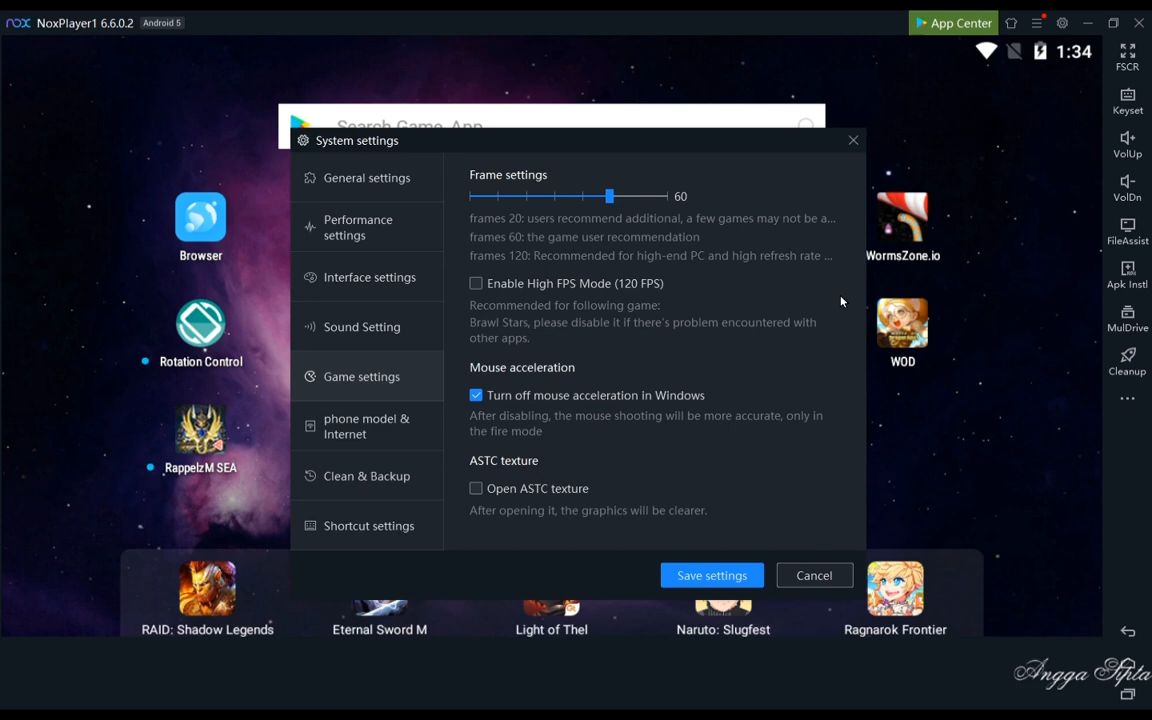 nox NoxPlayer1 6.6.0.2 Android 5
App Center
1:34
FSCR
Keyset
VolUp
VolDn
FileAssist
Apk Instl
MulDrive
Cleanup
Search Game, App
System settings
General settings
Performance
settings
Interface settings
Sound Setting
Game settings
phone model &
Internet
Clean & Backup
Shortcut settings
Frame settings
60
frames 20: users recommend additional, a few games may not be a...
frames 60: the game user recommendation
frames 120: Recommended for high-end PC and high refresh rate ...
Enable High FPS Mode (120 FPS)
Recommended for following game:
Brawl Stars, please disable it if there's problem encountered with
other apps.
Mouse acceleration
Turn off mouse acceleration in Windows
After disabling, the mouse shooting will be more accurate, only in
the fire mode
ASTC texture
Open ASTC texture
After opening it, the graphics will be clearer.
Save settings
Cancel
Browser
Rotation Control
RappelzM SEA
WormsZone.io
WOD
RAID: Shadow Legends
Eternal Sword M
Light of Thel
Naruto: Slugfest
Ragnarok Frontier
Angga